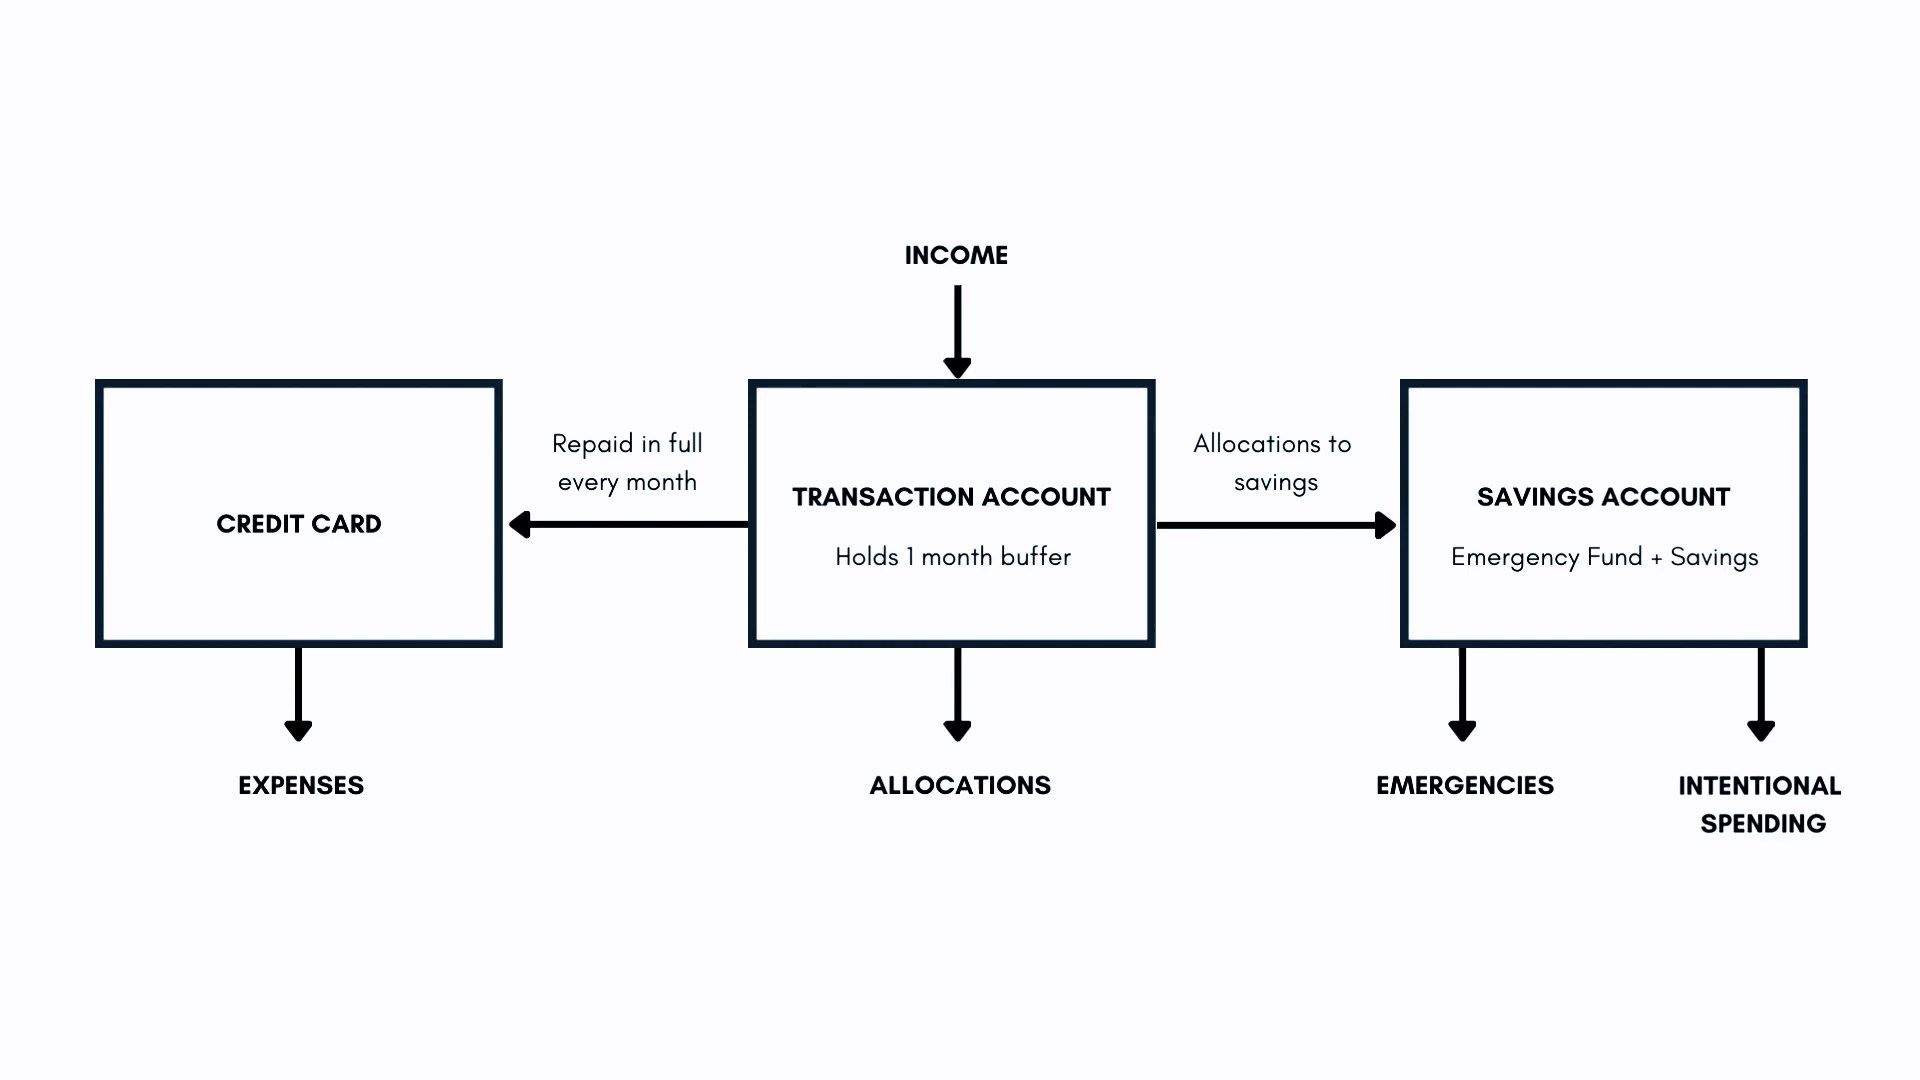 INCOME
Repaid in full
every month
Allocations to
savings
CREDIT CARD
TRANSACTION ACCOUNT
Holds 1 month buffer
SAVINGS ACCOUNT
Emergency Fund + Savings
EXPENSES
ALLOCATIONS
EMERGENCIES
INTENTIONAL
SPENDING